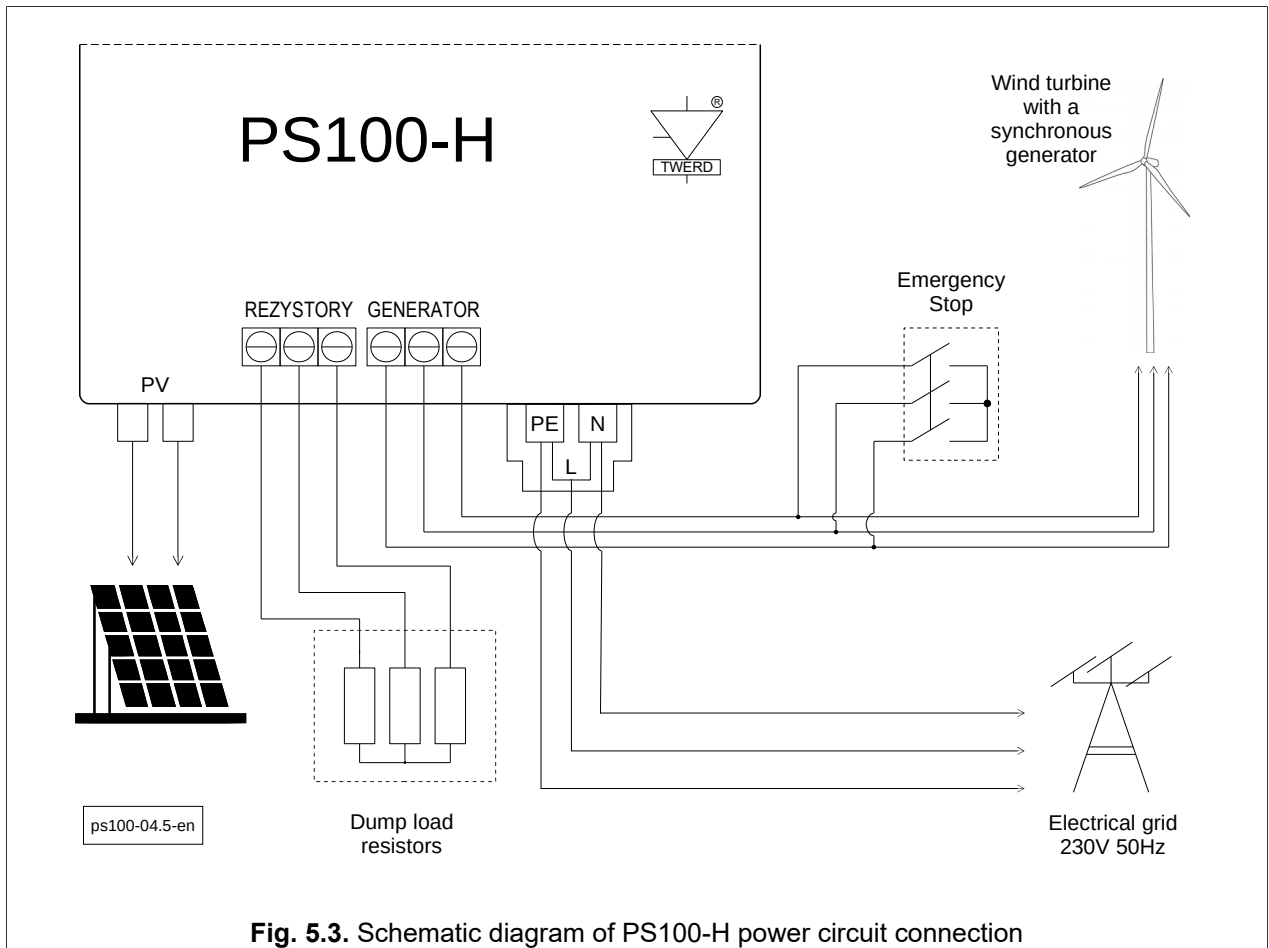 PS100-H
®
TWERD
Wind turbine
with a
synchronous
generator
Emergency
Stop
REZYSTORY
GENERATOR
PV
PE
N
L
ps100-04.5-en
Dump load
resistors
Electrical grid
230V 50Hz
Fig. 5.3. Schematic diagram of PS100-H power circuit connection